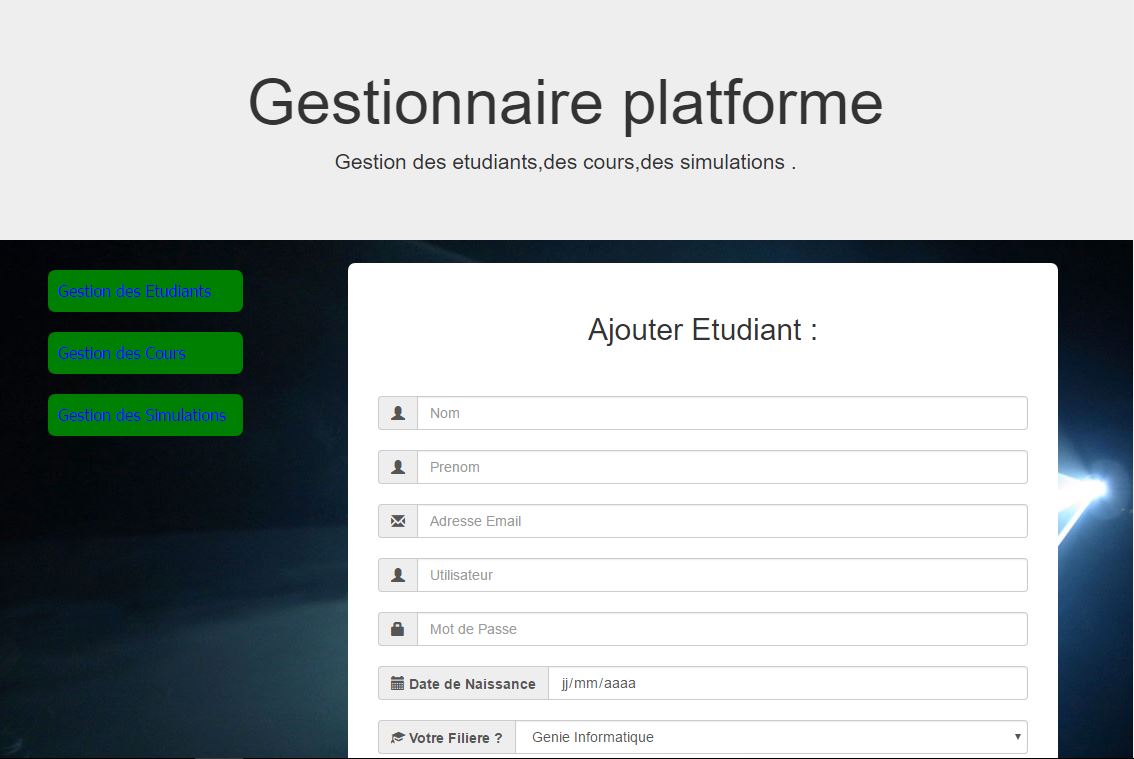 Gestionnaire platforme
Gestion des etudiants,des cours,des simulations .
Gestion des Etudiants
Gestion des Cours
Gestion des Simulations
Ajouter Etudiant :
Nom
Prenom
Adresse Email
Utilisateur
Mot de Passe
Date de Naissance jj/mm/aaaa
Votre Filiere ? Genie Informatique